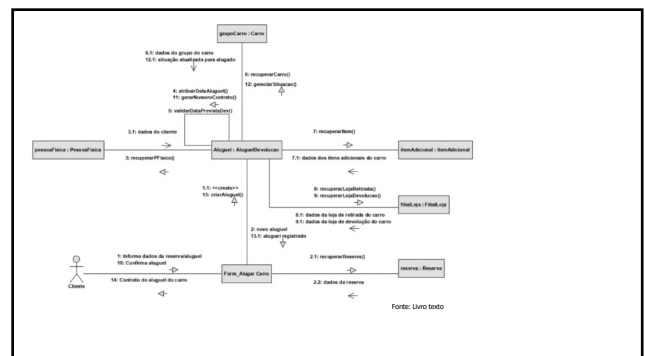 grupoCarro : Carro
6.1: dados do grupo do carro
12.1: situação atualizada para alugado
6: recuperarCarro()
12: gerenciarSituacao()
4: atribuirDataAluguel()
11: gerarNumeroContrato()
5: validarDataPrevistaDev()
3.1: dados do cliente
7: recuperarItem()
pessoaFisica : PessoaFisica
Aluguel : AluguelDevolucao
itemAdicional : ItemAdicional
3: recuperarPFisica()
7.1: dados dos itens adicionais do carro
1.1: <<create>>
13: criarAluguel()
8: recuperarLojaRetirada()
9: recuperarLojaDevolucao()
filialLoja : FilialLoja
8.1: dados da loja de retirada do carro
9.1: dados da loja de devolução do carro
2: novo aluguel
13.1: aluguel registrado
1: Informa dados da reserva/aluguel
10: Confirma aluguel
2.1: recuperarReserva()
Form_Alugar Carro
reserva : Reserva
14: Contrato do aluguel do carro
2.2: dados da reserva
Cliente
Fonte: Livro texto